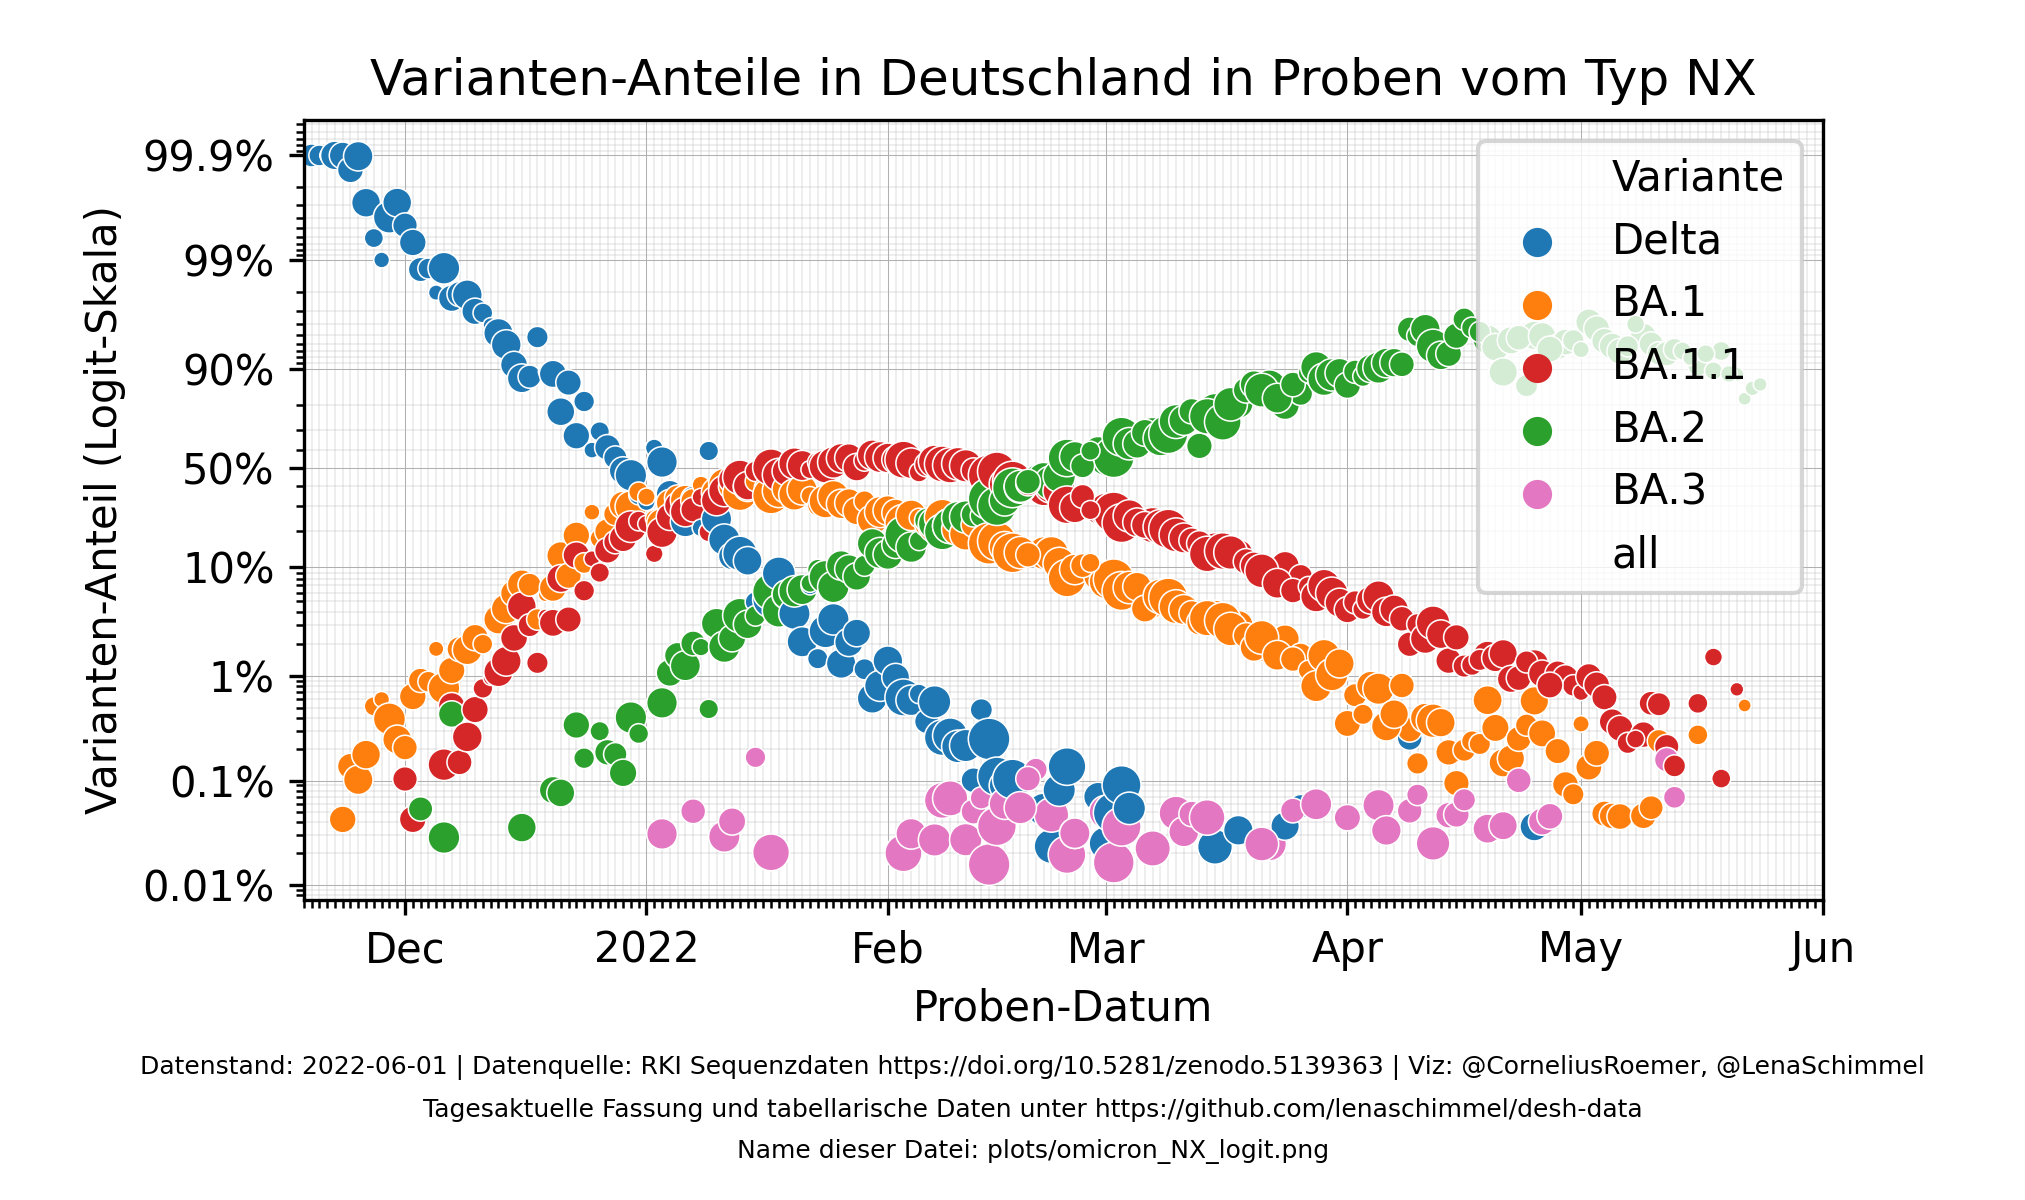 Varianten-Anteile in Deutschland in Proben vom Typ NX
Varianten-Anteil (Logit-Skala)
99.9%
99%
90%
50%
10%
1%
0.1%
0.01%
Variante
Delta
BA.1
BA.1.1
BA.2
BA.3
all
Dec
2022
Feb
Mar
Apr
May
Jun
Proben-Datum
Datenstand: 2022-06-01 | Datenquelle: RKI Sequenzdaten https://doi.org/10.5281/zenodo.5139363 | Viz: @CorneliusRoemer, @LenaSchimmel
Tagesaktuelle Fassung und tabellarische Daten unter https://github.com/lenaschimmel/desh-data
Name dieser Datei: plots/omicron_NX_logit.png